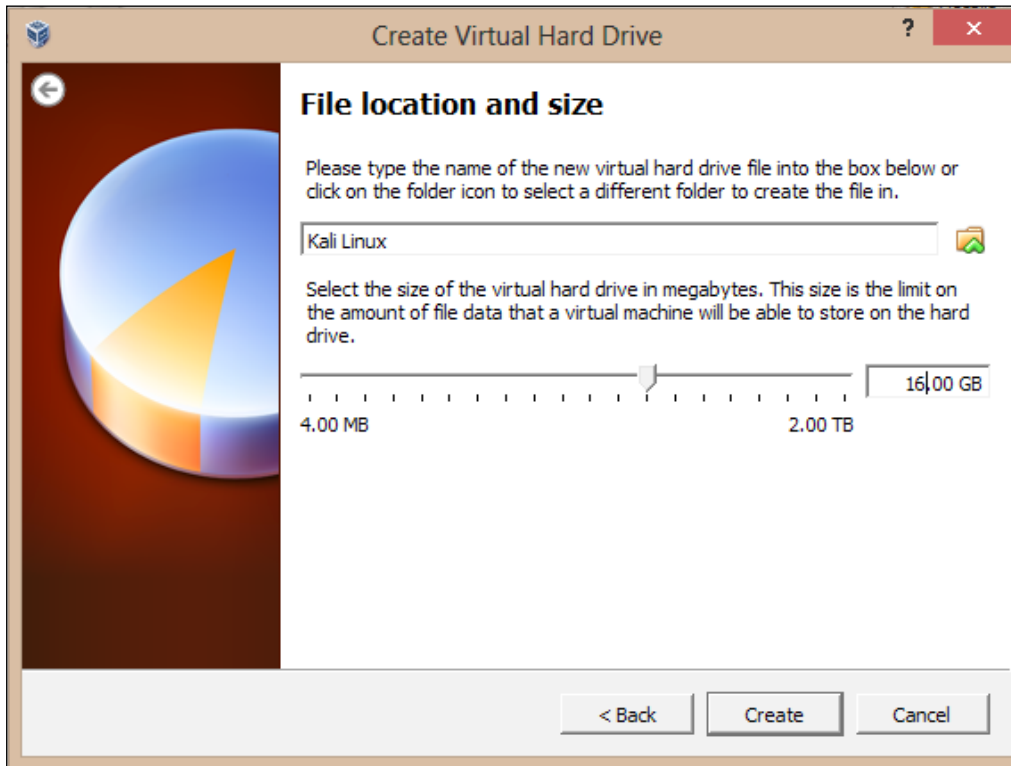 Create Virtual Hard Drive
?
File location and size
Please type the name of the new virtual hard drive file into the box below or
click on the folder icon to select a different folder to create the file in.
Kali Linux
Select the size of the virtual hard drive in megabytes. This size is the limit on
the amount of file data that a virtual machine will be able to store on the hard
drive.
16.00 GB
4.00 MB
2.00 TB
< Back
Create
Cancel